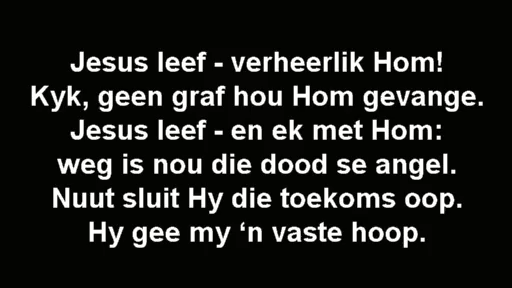 Jesus leef - verheerlik Hom!
Kyk, geen graf hou Hom gevange.
Jesus leef - en ek met Hom:
weg is nou die dood se angel.
Nuut sluit Hy die toekoms oop.
Hy gee my ‘n vaste hoop.